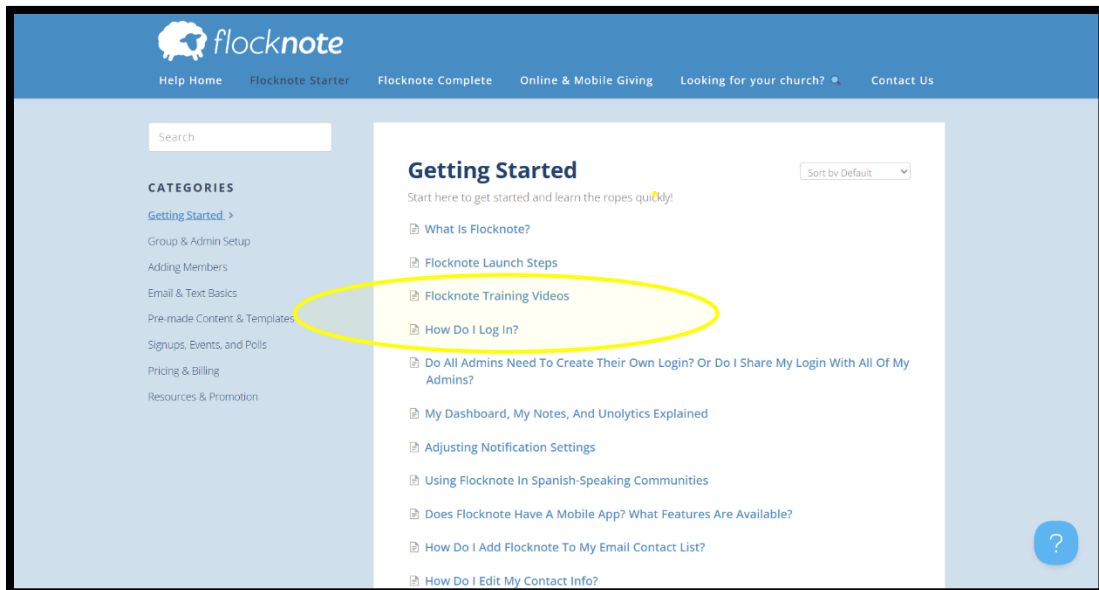 flocknote
Help Home Flocknote Starter Flocknote Complete Online & Mobile Giving Looking for your church? 🔍 Contact Us
Search
CATEGORIES
Getting Started >
Group & Admin Setup
Adding Members
Email & Text Basics
Pre-made Content & Templates
Signups, Events, and Polls
Pricing & Billing
Resources & Promotion
Getting Started
Sort by Default
Start here to get started and learn the ropes quickly!
What Is Flocknote?
Flocknote Launch Steps
Flocknote Training Videos
How Do I Log In?
Do All Admins Need To Create Their Own Login? Or Do I Share My Login With All Of My
Admins?
My Dashboard, My Notes, And Unolytics Explained
Adjusting Notification Settings
Using Flocknote In Spanish-Speaking Communities
Does Flocknote Have A Mobile App? What Features Are Available?
How Do I Add Flocknote To My Email Contact List?
How Do I Edit My Contact Info?
?